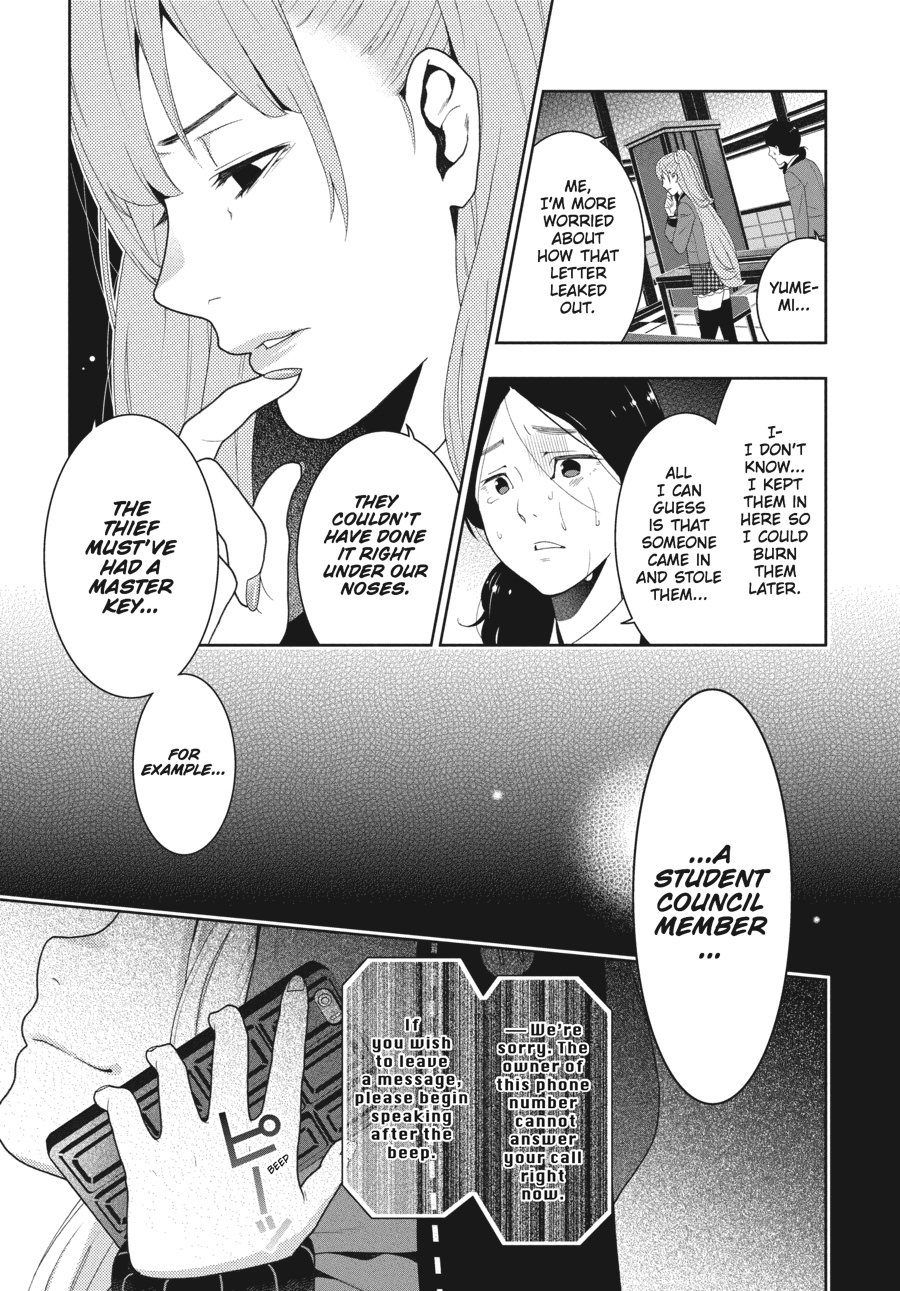 YUME-
MI...
ME,
I'M MORE
WORRIED
ABOUT
HOW THAT
LETTER
LEAKED
OUT.
I-
I DON'T
KNOW...
I KEPT
THEM IN
HERE SO
I COULD
BURN
THEM
LATER.
ALL
I CAN
GUESS
IS THAT
SOMEONE
CAME IN
AND STOLE
THEM...
THEY
COULDN'T
HAVE DONE
IT RIGHT
UNDER OUR
NOSES.
THE
THIEF
MUST'VE
HAD A
MASTER
KEY...
FOR
EXAMPLE...
...A
STUDENT
COUNCIL
MEMBER
...
— We're
sorry. The
owner of
this phone
number
cannot
answer
your call
right
now.
If
you wish
to leave
a message,
please begin
speaking
after the
beep.
ピーッ
BEEP